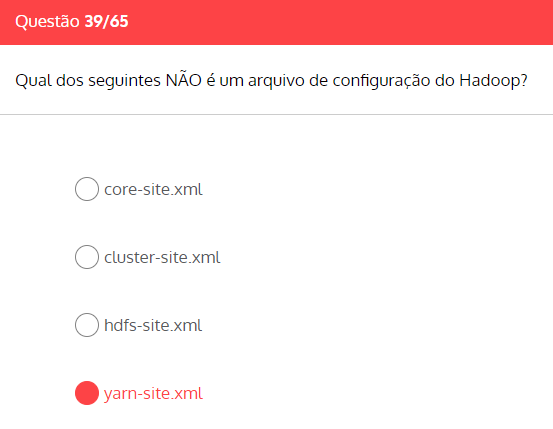 Questão 39/65
Qual dos seguintes NÃO é um arquivo de configuração do Hadoop?
core-site.xml
cluster-site.xml
hdfs-site.xml
yarn-site.xml